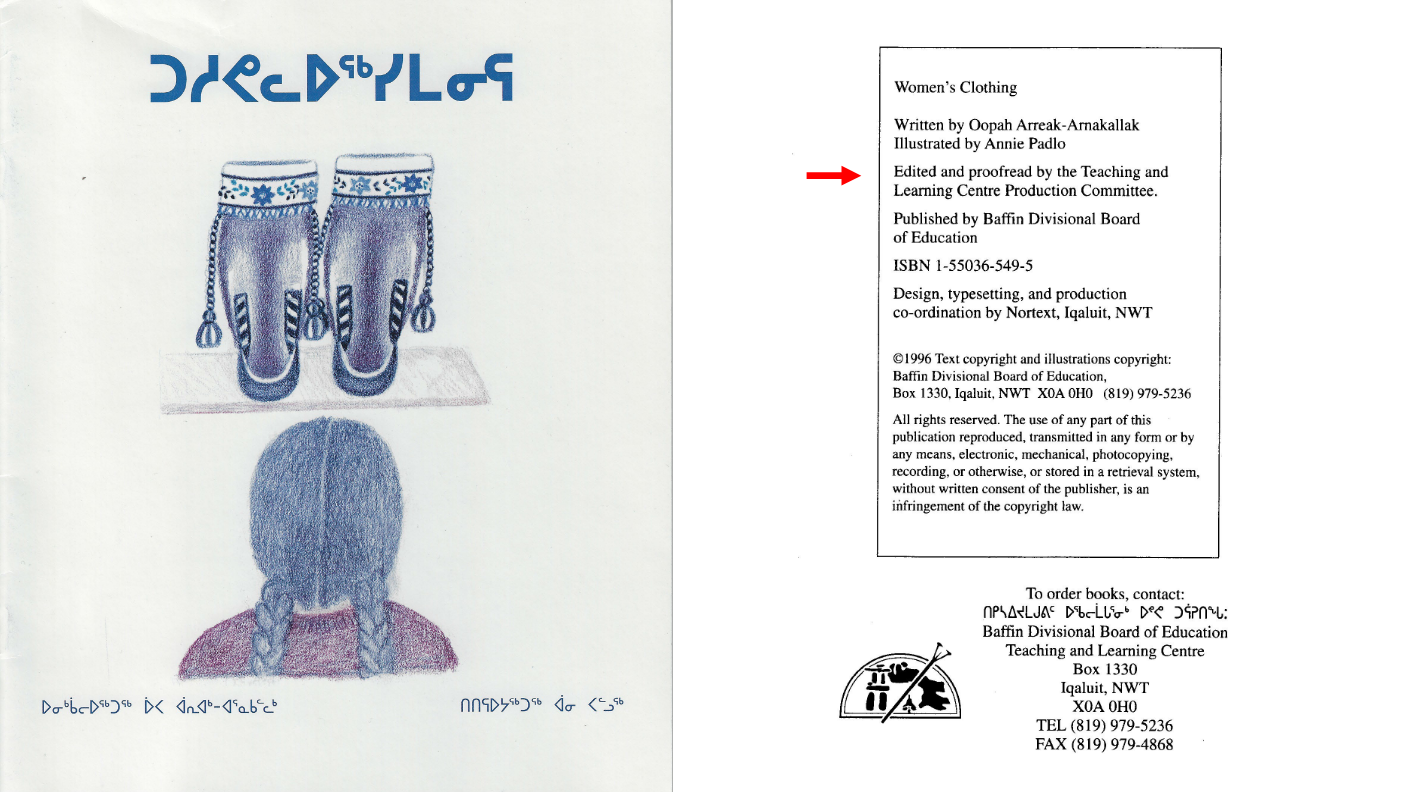 ᑐᓱᕙᓚᐅᖅᓯᒪᓂᕋ
ᐅᓂᒃᑳᓕᐅᖅᑐᖅ ᐆᐸ ᐋᕆᐊᒃ-ᐊᕐᓇᑲᓪᓚᒃ
ᑎᑎᕋᐅᔭᖅᑐᖅ ᐋᓂ ᐸᓪᓗᖅ
Women's Clothing
Written by Oopah Arreak-Arnakallak
Illustrated by Annie Padlo
Edited and proofread by the Teaching and
Learning Centre Production Committee.
Published by Baffin Divisional Board
of Education
ISBN 1-55036-549-5
Design, typesetting, and production
co-ordination by Nortext, Iqaluit, NWT
©1996 Text copyright and illustrations copyright:
Baffin Divisional Board of Education,
Box 1330, Iqaluit, NWT X0A 0H0 (819) 979-5236
All rights reserved. The use of any part of this
publication reproduced, transmitted in any form or by
any means, electronic, mechanical, photocopying,
recording, or otherwise, or stored in a retrieval system,
without written consent of the publisher, is an
infringement of the copyright law.
To order books, contact:
ᑎᑭᓴᐃᔪᒪᒍᕕᑦ ᐅᖃᓕᒫᒐᕐᓂᒃ ᐅᕝᕙ ᑐᕌᕈᑎᖓ:
Baffin Divisional Board of Education
Teaching and Learning Centre
Box 1330
Iqaluit, NWT
X0A 0H0
TEL (819) 979-5236
FAX (819) 979-4868